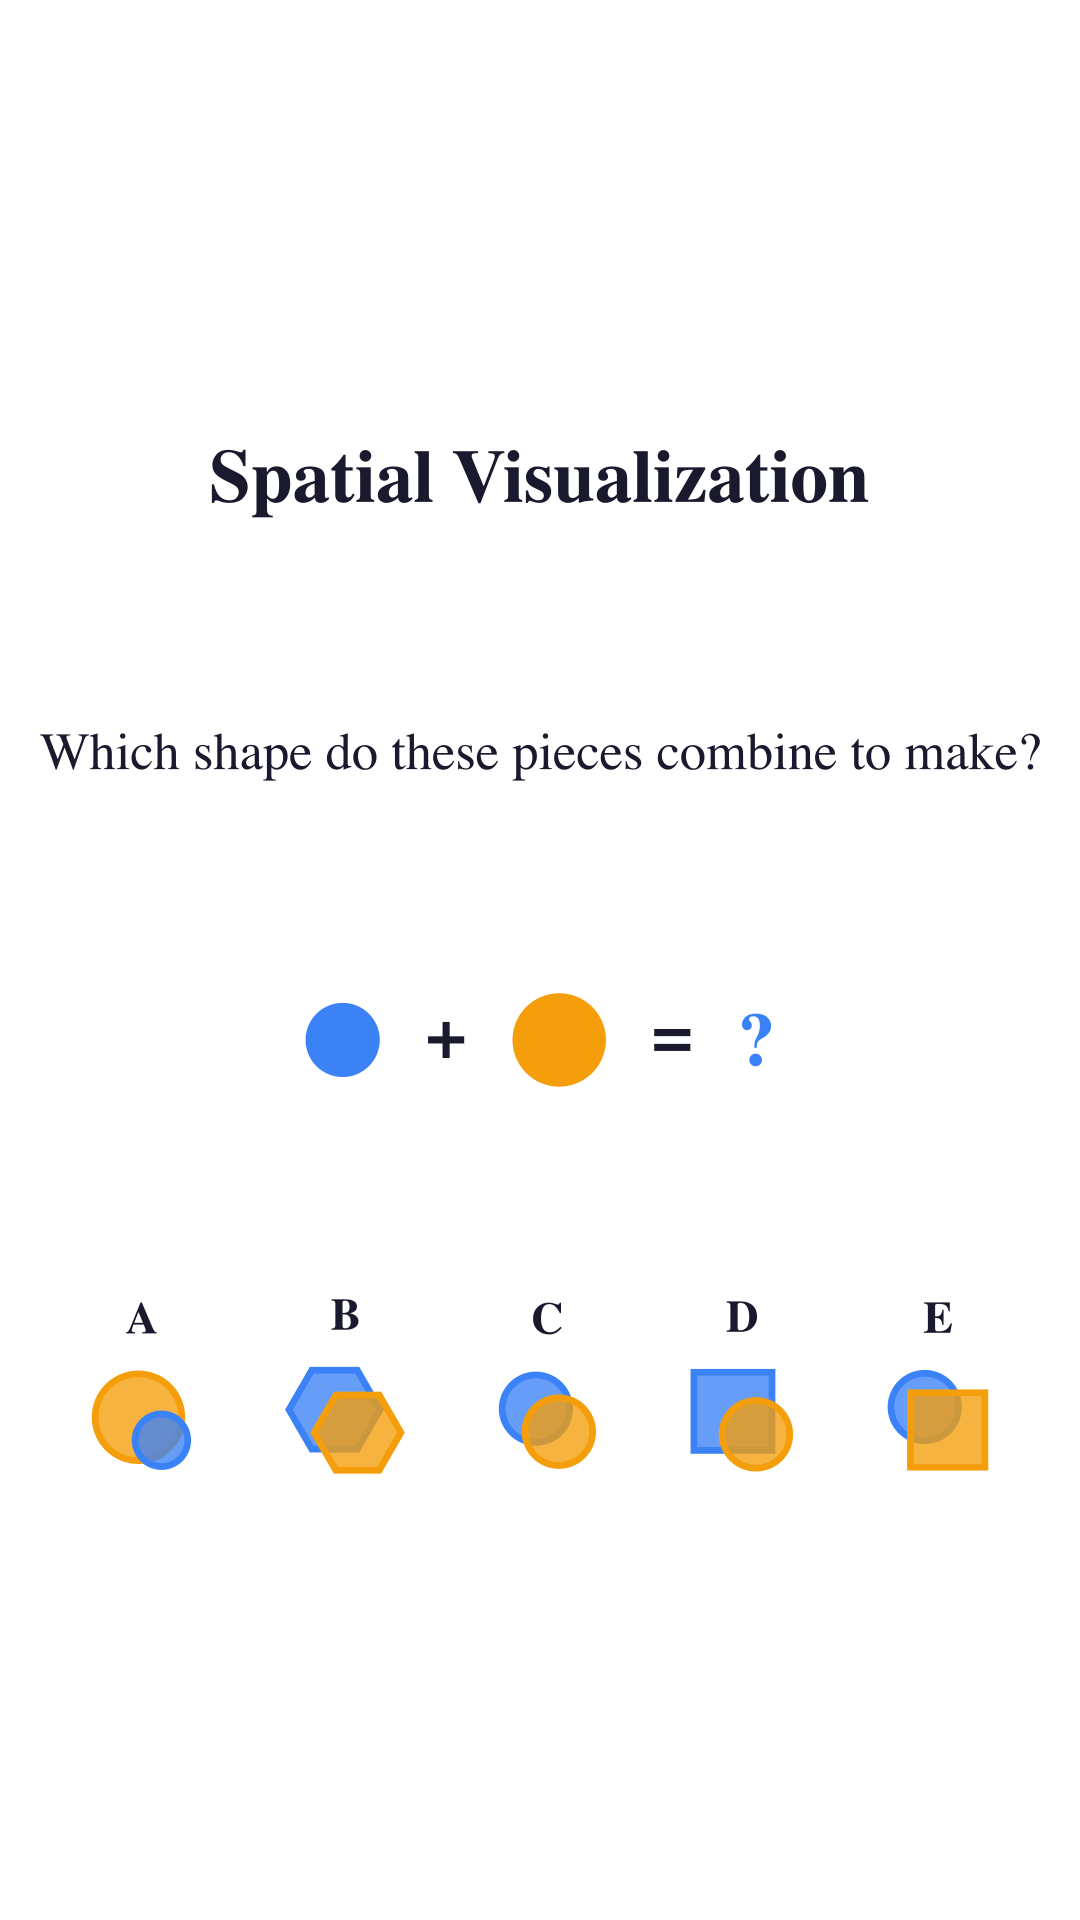 Spatial Visualization
Which shape do these pieces combine to make?
+ = ?
A B C D E